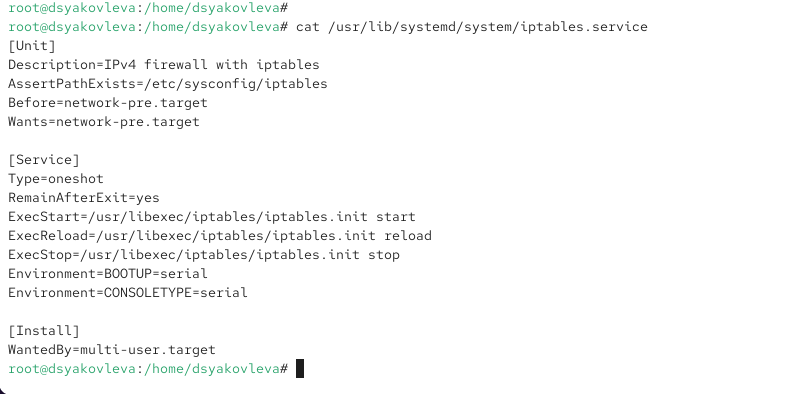 root@dsyakovleva:/home/dsyakovleva#
root@dsyakovleva:/home/dsyakovleva# cat /usr/lib/systemd/system/iptables.service
[Unit]
Description=IPv4 firewall with iptables
AssertPathExists=/etc/sysconfig/iptables
Before=network-pre.target
Wants=network-pre.target

[Service]
Type=oneshot
RemainAfterExit=yes
ExecStart=/usr/libexec/iptables/iptables.init start
ExecReload=/usr/libexec/iptables/iptables.init reload
ExecStop=/usr/libexec/iptables/iptables.init stop
Environment=BOOTUP=serial
Environment=CONSOLETYPE=serial

[Install]
WantedBy=multi-user.target
root@dsyakovleva:/home/dsyakovleva#